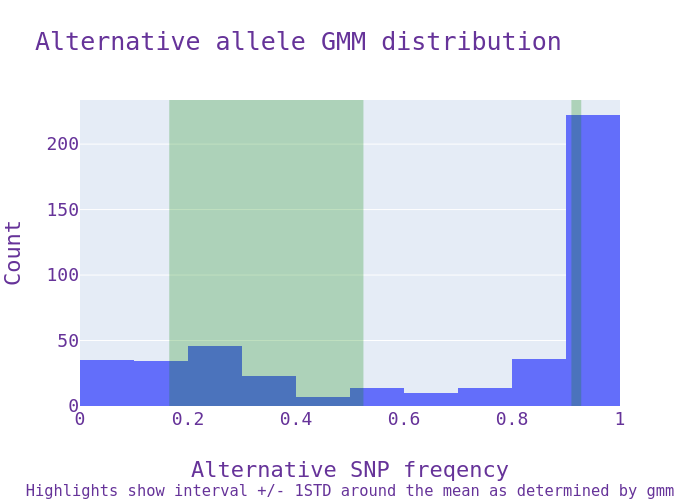 Alternative allele GMM distribution
200
150
100
50
0
Count
0
0.2
0.4
0.6
0.8
1
Alternative SNP freqency
Highlights show interval +/- 1STD around the mean as determined by gmm